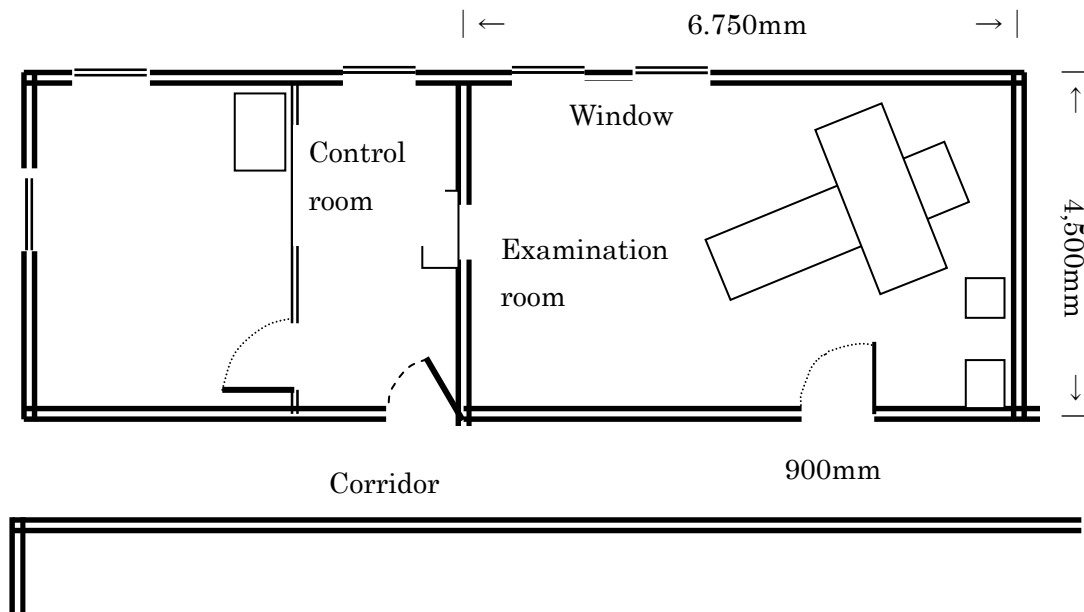 6.750mm
Window
Control
room
Examination
room
4,500mm
900mm
Corridor